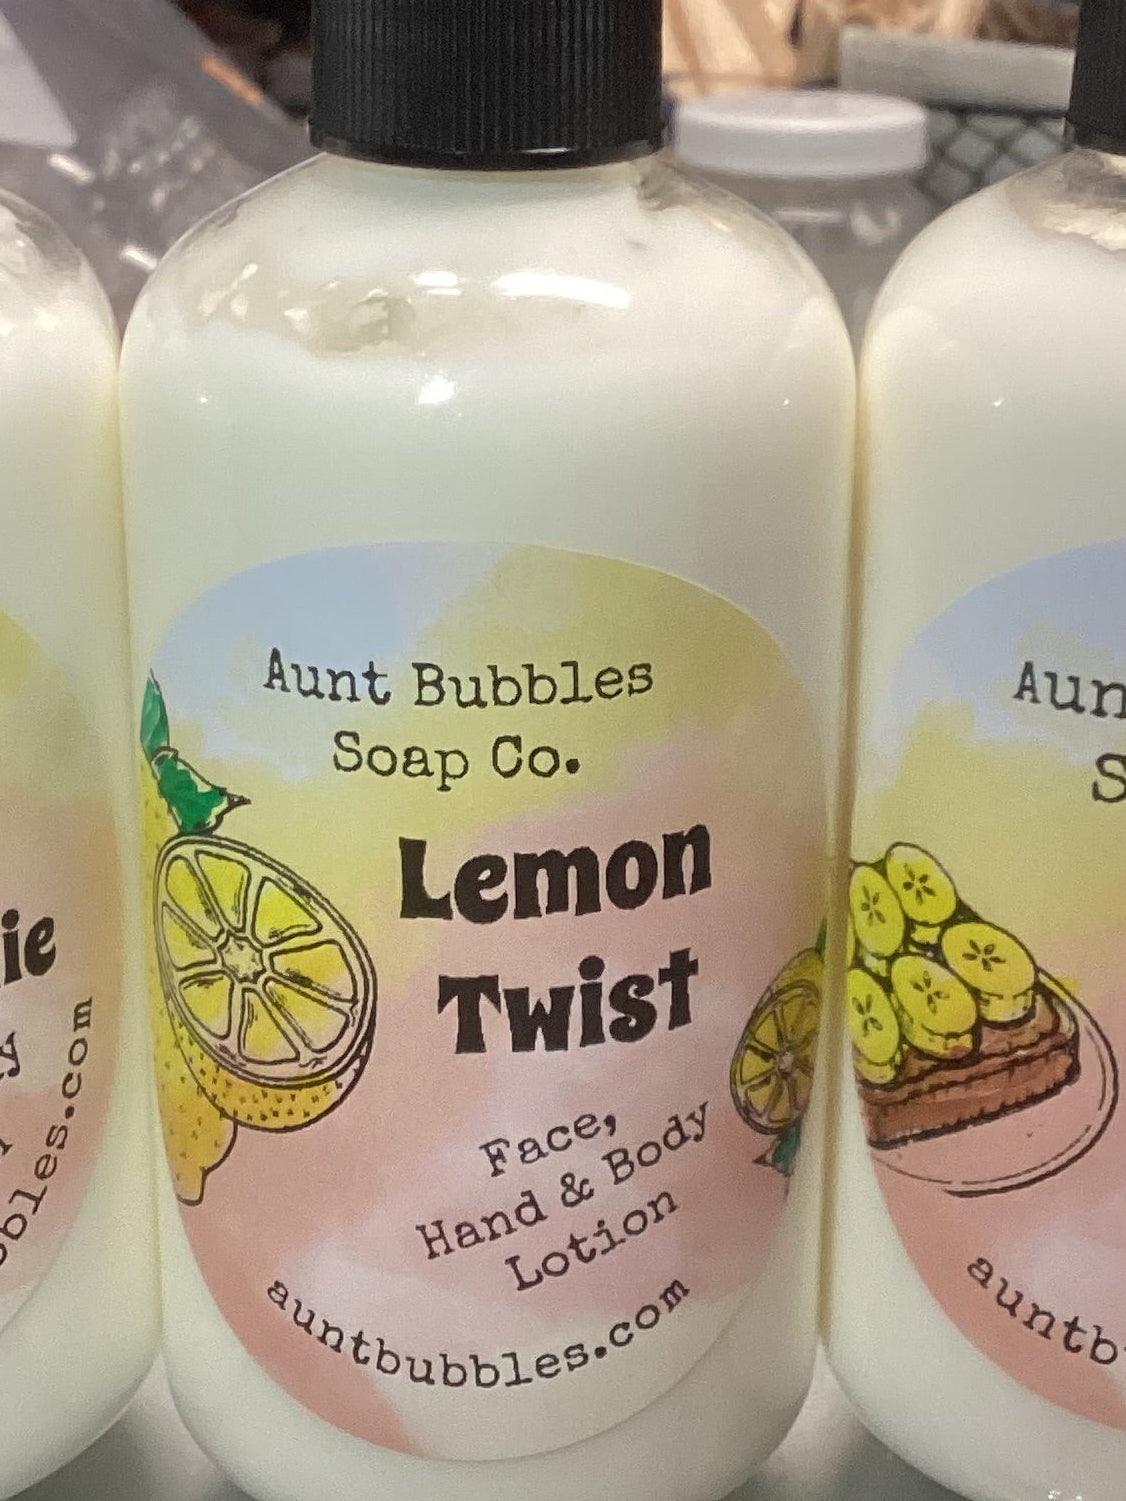 Aunt Bubbles
Soap Co.
Lemon
Twist
Face,
Hand & Body
Lotion
auntbubbles.com